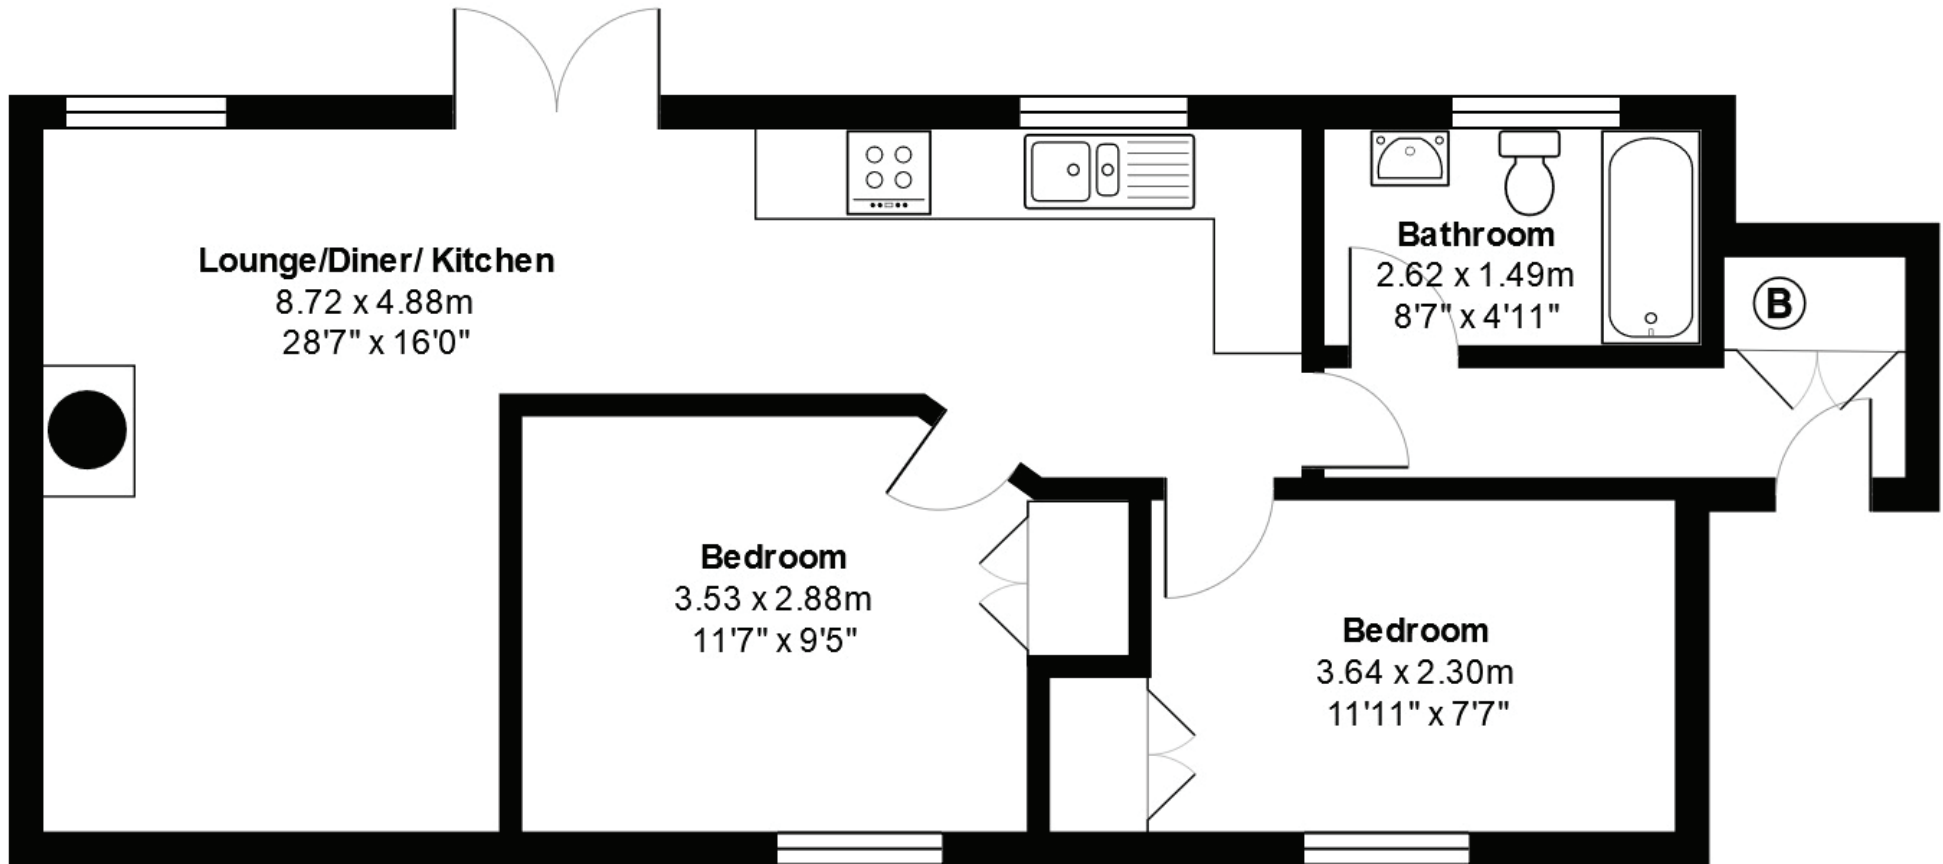 Lounge/Diner/ Kitchen
8.72 x 4.88m
28'7" x 16'0"
Bathroom
2.62 x 1.49m
8'7" x 4'11"
B
Bedroom
3.53 x 2.88m
11'7" x 9'5"
Bedroom
3.64 x 2.30m
11'11" x 7'7"